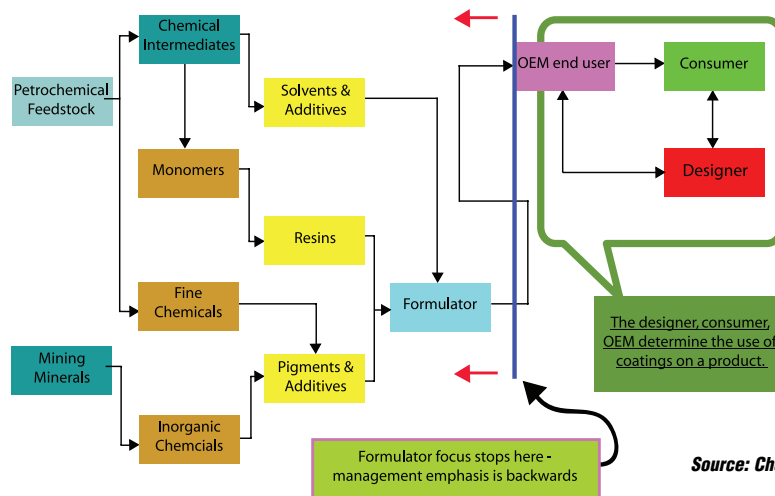 Chemical
Intermediates
OEM end user
Consumer
Petrochemical
Feedstock
Solvents &
Additives
Monomers
Designer
Resins
Fine
Chemicals
Formulator
The designer, consumer,
OEM determine the use of
coatings on a product.
Mining
Minerals
Pigments &
Additives
Inorganic
Chemcials
Formulator focus stops here -
management emphasis is backwards
Source: Ch